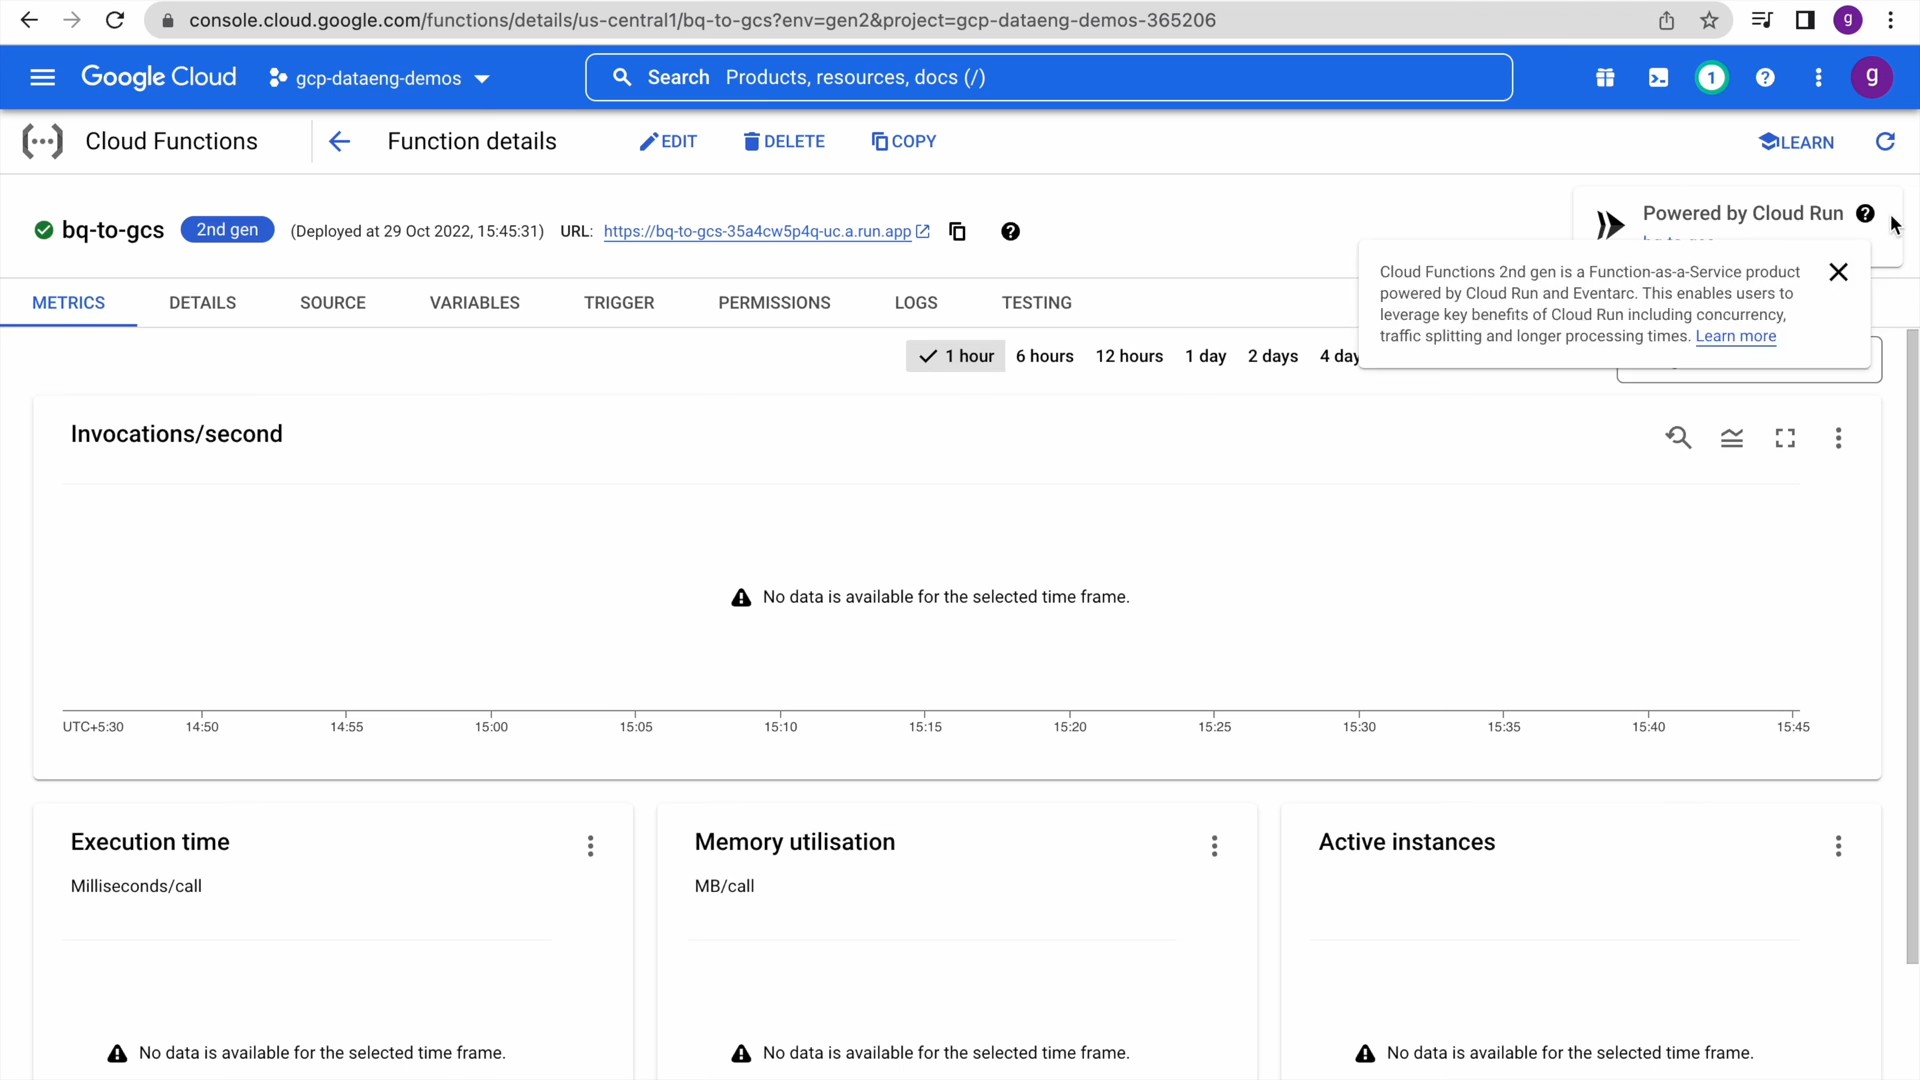 console.cloud.google.com/functions/details/us-central1/bq-to-gcs?env=gen2&project=gcp-dataeng-demos-365206
g
Google Cloud
gcp-dataeng-demos
Search Products, resources, docs (/)
1
g
Cloud Functions
Function details
EDIT
DELETE
COPY
LEARN
bq-to-gcs
2nd gen
(Deployed at 29 Oct 2022, 15:45:31)
URL: https://bq-to-gcs-35a4cw5p4q-uc.a.run.app
Powered by Cloud Run
Cloud Functions 2nd gen is a Function-as-a-Service product
powered by Cloud Run and Eventarc. This enables users to
leverage key benefits of Cloud Run including concurrency,
traffic splitting and longer processing times. Learn more
METRICS
DETAILS
SOURCE
VARIABLES
TRIGGER
PERMISSIONS
LOGS
TESTING
1 hour
6 hours
12 hours
1 day
2 days
4 day
Invocations/second
No data is available for the selected time frame.
UTC+5:30
14:50
14:55
15:00
15:05
15:10
15:15
15:20
15:25
15:30
15:35
15:40
15:45
Execution time
Milliseconds/call
No data is available for the selected time frame.
Memory utilisation
MB/call
No data is available for the selected time frame.
Active instances
No data is available for the selected time frame.